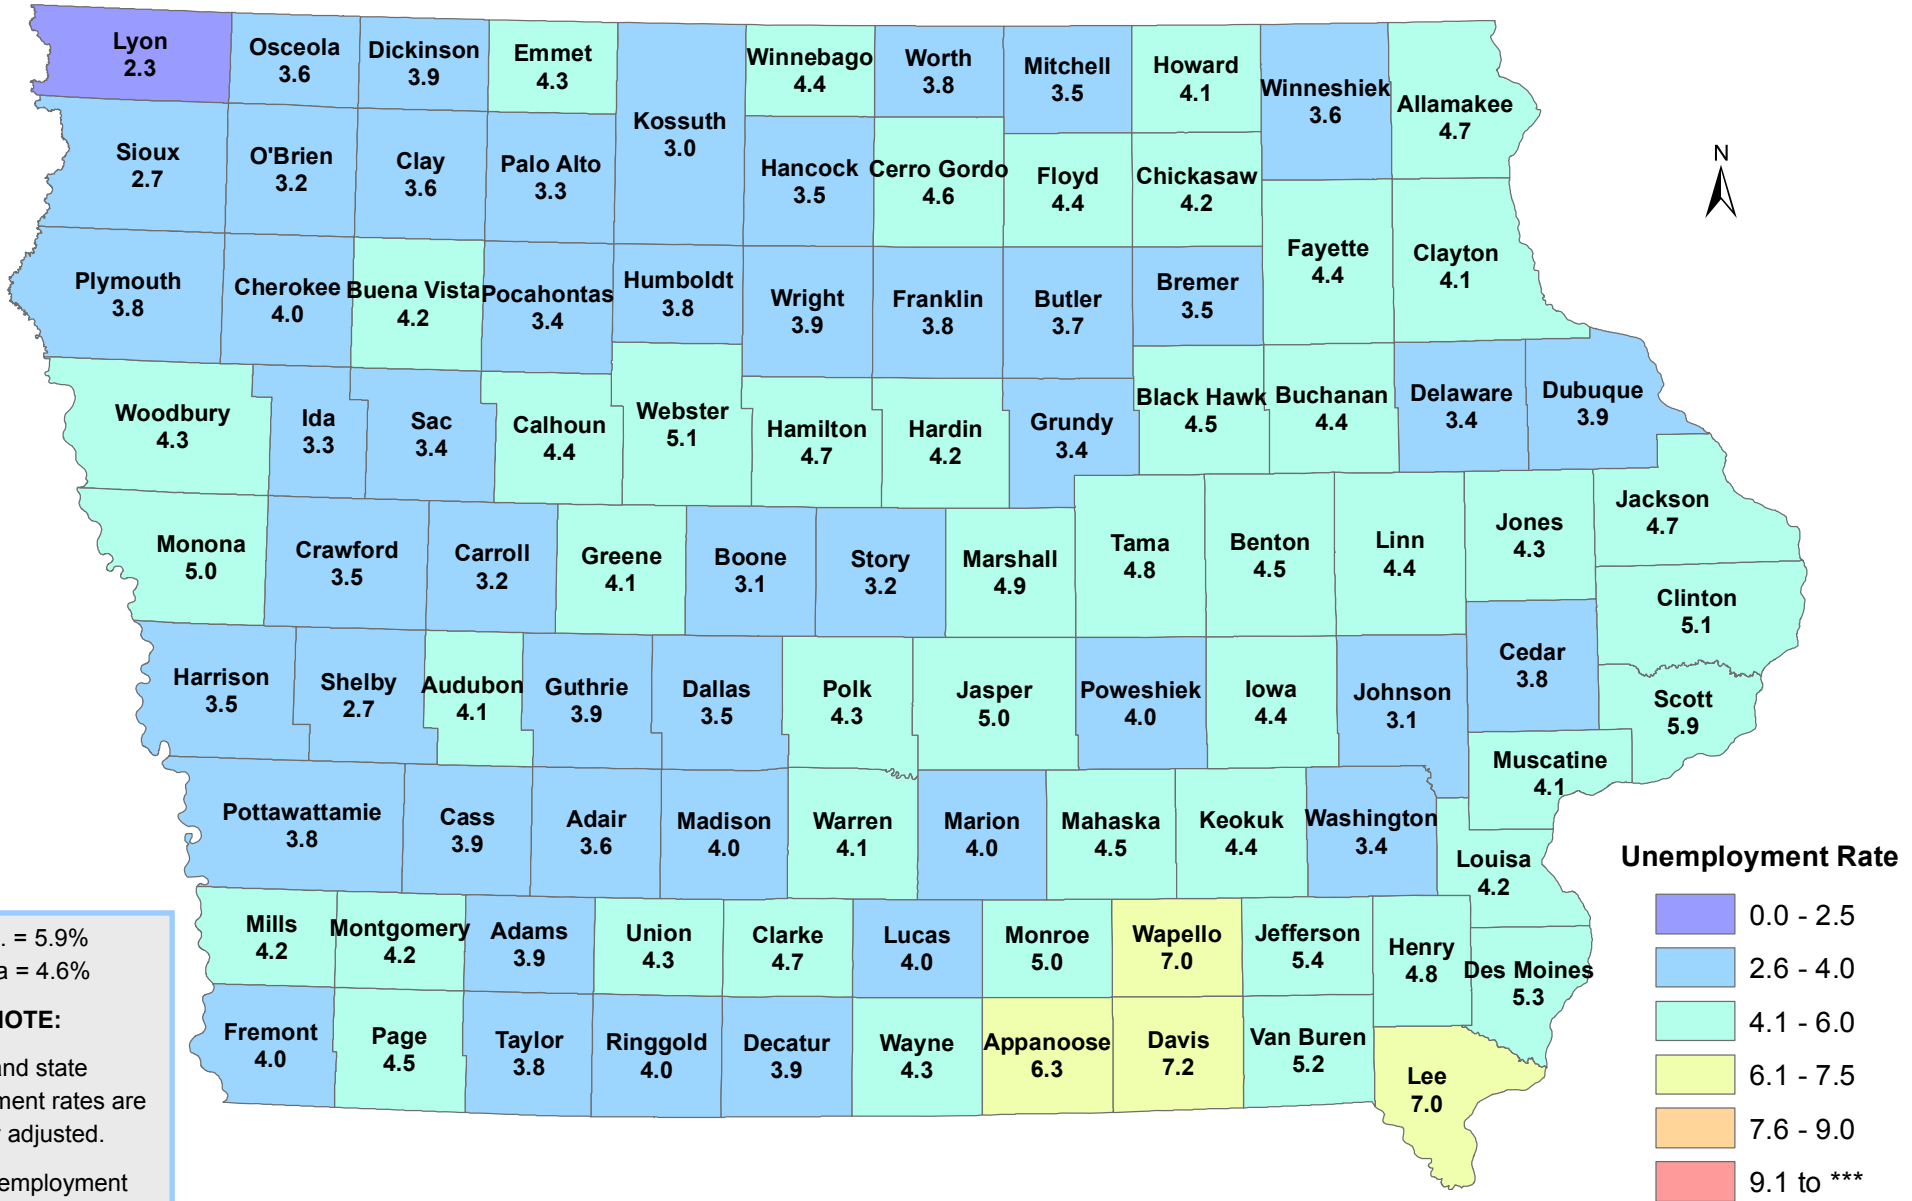 Lyon
2.3
Osceola
3.6
Dickinson
3.9
Emmet
4.3
Kossuth
3.0
Winnebago
4.4
Worth
3.8
Mitchell
3.5
Howard
4.1
Winneshiek
3.6
Allamakee
4.7
N
Sioux
2.7
O'Brien
3.2
Clay
3.6
Palo Alto
3.3
Hancock
3.5
Cerro Gordo
4.6
Floyd
4.4
Chickasaw
4.2
Fayette
4.4
Clayton
4.1
Plymouth
3.8
Cherokee
4.0
Buena Vista
4.2
Pocahontas
3.4
Humboldt
3.8
Wright
3.9
Franklin
3.8
Butler
3.7
Bremer
3.5
Woodbury
4.3
Ida
3.3
Sac
3.4
Calhoun
4.4
Webster
5.1
Hamilton
4.7
Hardin
4.2
Grundy
3.4
Black Hawk
4.5
Buchanan
4.4
Delaware
3.4
Dubuque
3.9
Monona
5.0
Crawford
3.5
Carroll
3.2
Greene
4.1
Boone
3.1
Story
3.2
Marshall
4.9
Tama
4.8
Benton
4.5
Linn
4.4
Jones
4.3
Jackson
4.7
Clinton
5.1
Harrison
3.5
Shelby
2.7
Audubon
4.1
Guthrie
3.9
Dallas
3.5
Polk
4.3
Jasper
5.0
Poweshiek
4.0
Iowa
4.4
Johnson
3.1
Cedar
3.8
Scott
5.9
Muscatine
4.1
Pottawattamie
3.8
Cass
3.9
Adair
3.6
Madison
4.0
Warren
4.1
Marion
4.0
Mahaska
4.5
Keokuk
4.4
Washington
3.4
Louisa
4.2
Mills
4.2
Montgomery
4.2
Adams
3.9
Union
4.3
Clarke
4.7
Lucas
4.0
Monroe
5.0
Wapello
7.0
Jefferson
5.4
Henry
4.8
Des Moines
5.3
Fremont
4.0
Page
4.5
Taylor
3.8
Ringgold
4.0
Decatur
3.9
Wayne
4.3
Appanoose
6.3
Davis
7.2
Van Buren
5.2
Lee
7.0
Unemployment Rate
0.0 - 2.5
2.6 - 4.0
4.1 - 6.0
6.1 - 7.5
7.6 - 9.0
9.1 to ***
. = 5.9%
a = 4.6%
NOTE:
and state
ment rates are
adjusted.
employment